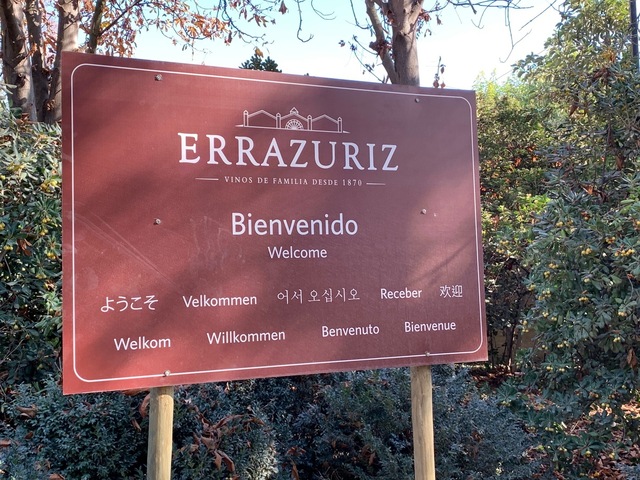 ERRAZURIZ
VINOS DE FAMILIA DESDE 1870
Bienvenido
Welcome
ようこそ Velkommen 어서 오십시오 Receber 欢迎
Welkom Willkommen Benvenuto Bienvenue